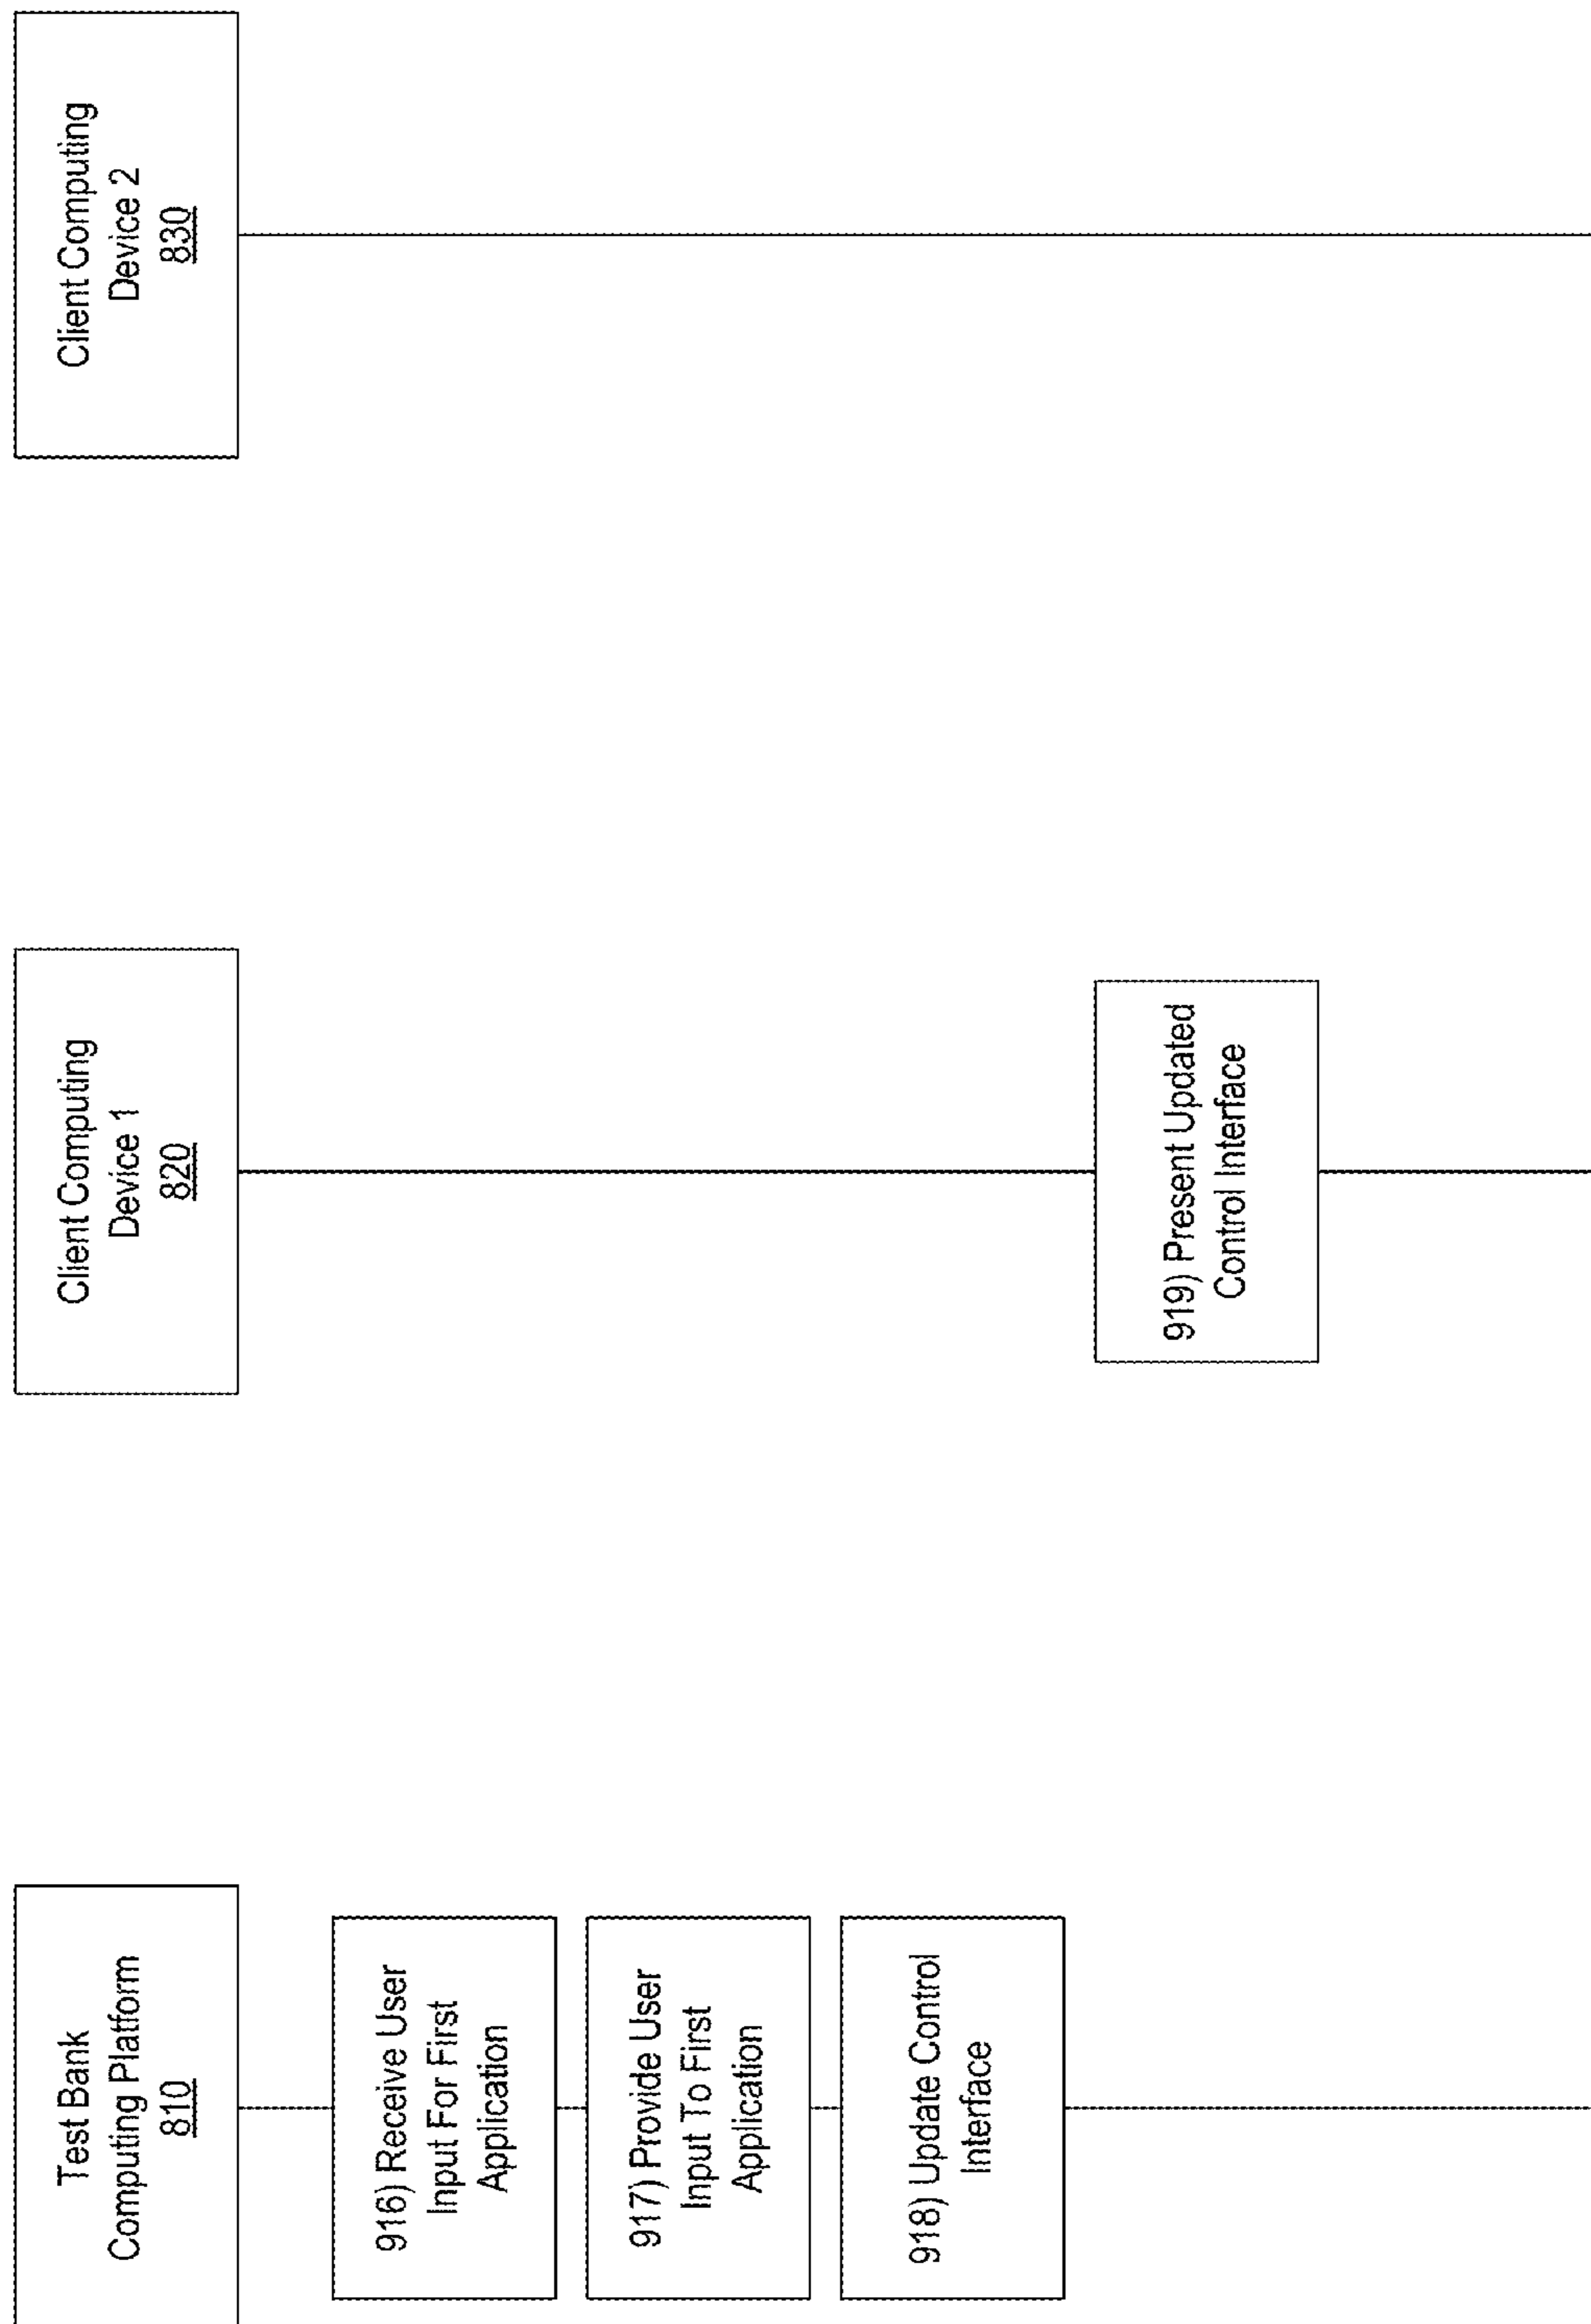 Test Bank
Computing Platform
810
Client Computing
Device 1
820
Client Computing
Device 2
830
916) Receive User
Input For First
Application
917) Provide User
Input To First
Application
918) Update Control
Interface
919) Present Updated
Control Interface